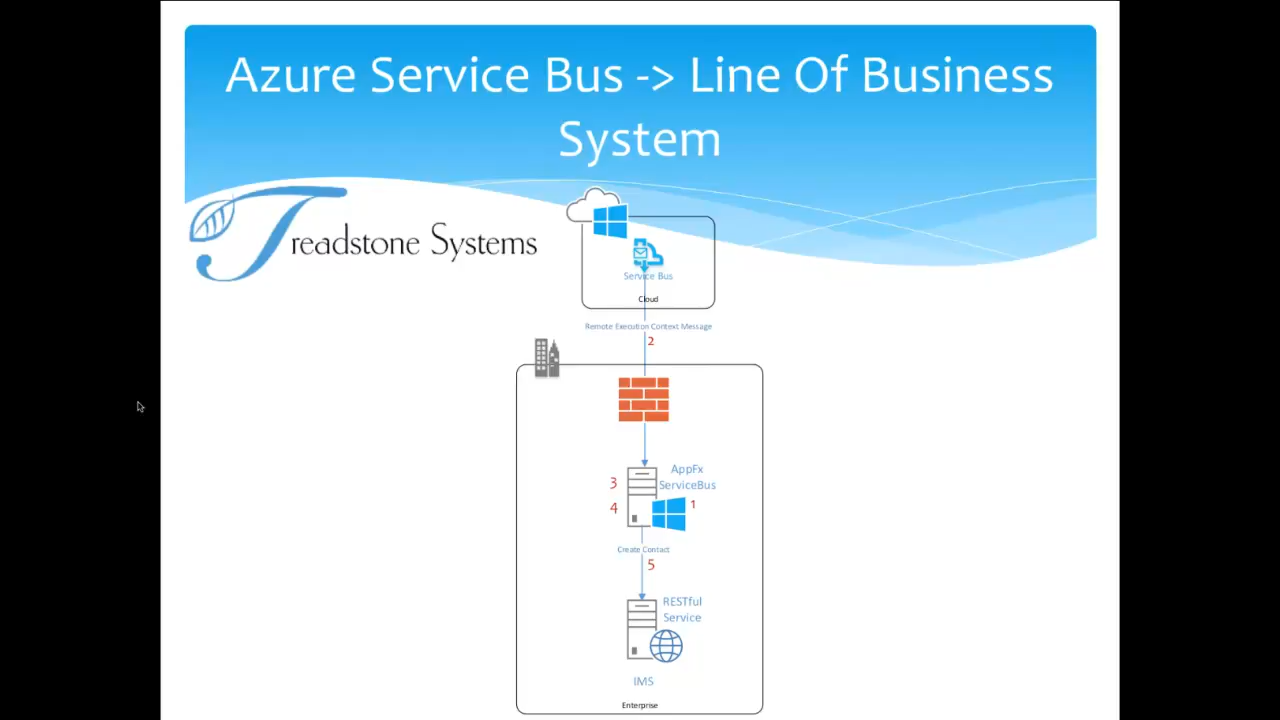 Azure Service Bus -> Line Of Business
System
Treadstone Systems
Service Bus
Cloud
Remote Execution Context Message
2
AppFx
3
ServiceBus
4
1
Create Contact
5
RESTful
Service
IMS
Enterprise